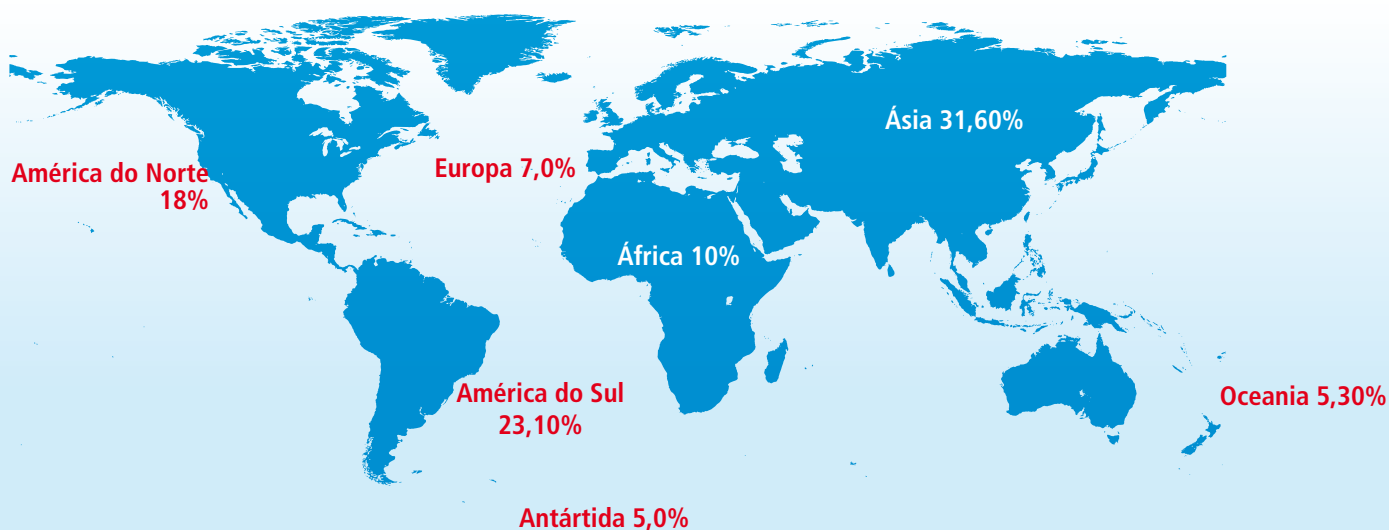 Ásia 31,60%
América do Norte
18%
Europa 7,0%
África 10%
América do Sul
23,10%
Oceania 5,30%
Antártida 5,0%